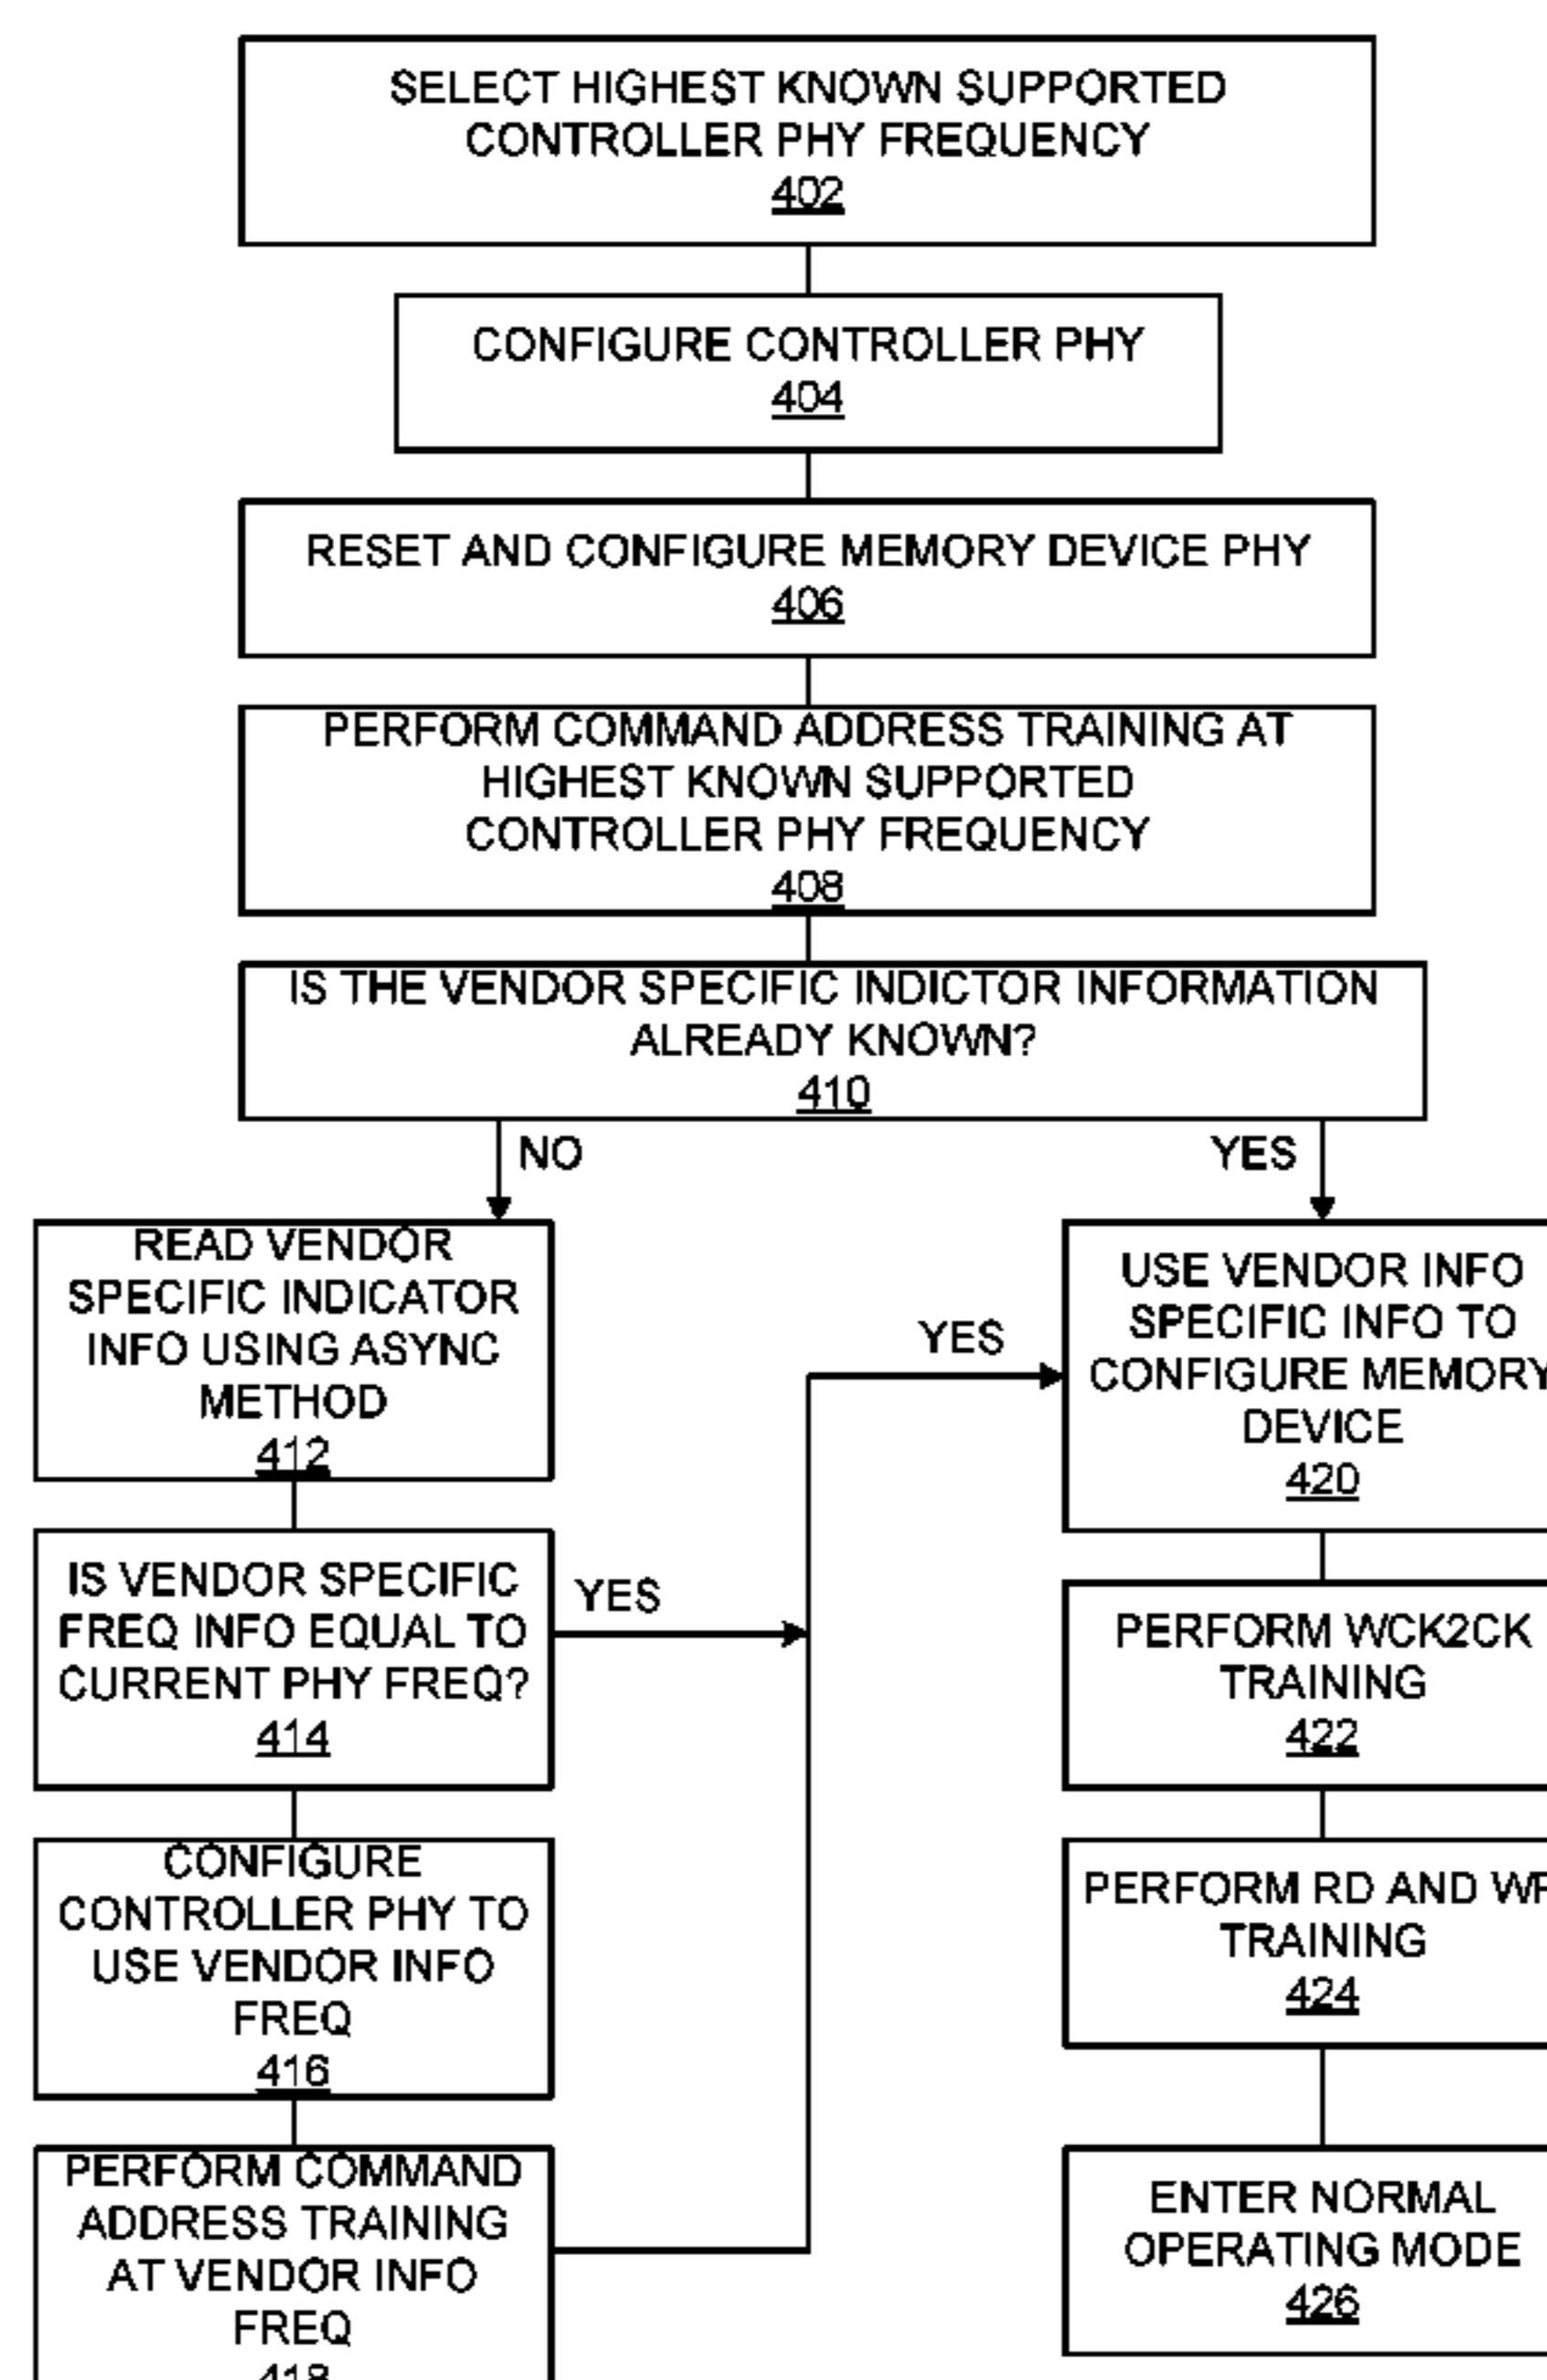 SELECT HIGHEST KNOWN SUPPORTED
CONTROLLER PHY FREQUENCY
402
CONFIGURE CONTROLLER PHY
404
RESET AND CONFIGURE MEMORY DEVICE PHY
406
PERFORM COMMAND ADDRESS TRAINING AT
HIGHEST KNOWN SUPPORTED
CONTROLLER PHY FREQUENCY
408
IS THE VENDOR SPECIFIC INDICTOR INFORMATION
ALREADY KNOWN?
410
NO
YES
READ VENDOR
SPECIFIC INDICATOR
INFO USING ASYNC
METHOD
412
IS VENDOR SPECIFIC
FREQ INFO EQUAL TO
CURRENT PHY FREQ?
414
YES
CONFIGURE
CONTROLLER PHY TO
USE VENDOR INFO
FREQ
416
PERFORM COMMAND
ADDRESS TRAINING
AT VENDOR INFO
FREQ
418
YES
USE VENDOR INFO
SPECIFIC INFO TO
CONFIGURE MEMORY
DEVICE
420
PERFORM WCK2CK
TRAINING
422
PERFORM RD AND
TRAINING
424
ENTER NORMAL
OPERATING MODE
426